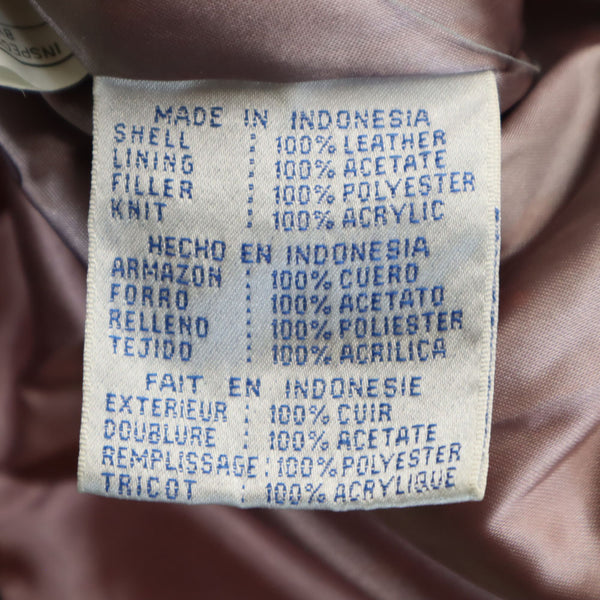 INSPEC
MADE IN INDONESIA
SHELL : 100% LEATHER
LINING : 100% ACETATE
FILLER : 100% POLYESTER
KNIT : 100% ACRYLIC
HECHO EN INDONESIA
ARMAZON : 100% CUERO
FORRO : 100% ACETATO
RELLENO : 100% POLIESTER
TEJIDO : 100% ACRILICA
FAIT EN INDONESIE
EXTERIEUR : 100% CUIR
DOUBLURE : 100% ACETATE
REMPLISSAGE : 100% POLYESTER
TRICOT : 100% ACRYLIQUE